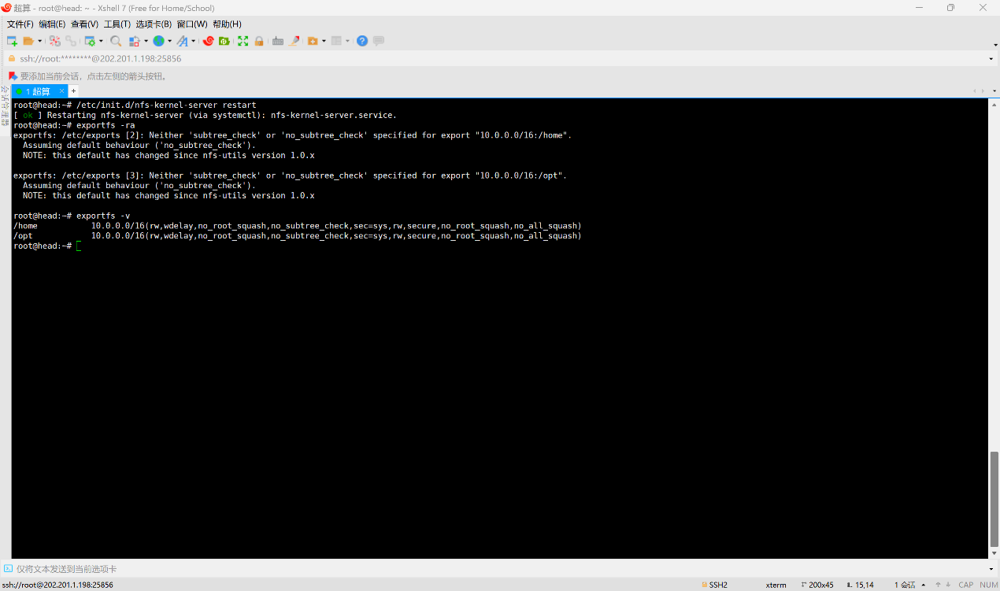 超算 - root@head: ~ - Xshell 7 (Free for Home/School)
文件(F) 编辑(E) 查看(V) 工具(T) 选项卡(B) 窗口(W) 帮助(H)
ssh://root:********@202.201.1.198:25856
要添加当前会话，点击左侧的箭头按钮。
会话管理器
1 超算 × +
root@head:~# /etc/init.d/nfs-kernel-server restart
[ ok ] Restarting nfs-kernel-server (via systemctl): nfs-kernel-server.service.
root@head:~# exportfs -ra
exportfs: /etc/exports [2]: Neither 'subtree_check' or 'no_subtree_check' specified for export "10.0.0.0/16:/home".
  Assuming default behaviour ('no_subtree_check').
  NOTE: this default has changed since nfs-utils version 1.0.x
exportfs: /etc/exports [3]: Neither 'subtree_check' or 'no_subtree_check' specified for export "10.0.0.0/16:/opt".
  Assuming default behaviour ('no_subtree_check').
  NOTE: this default has changed since nfs-utils version 1.0.x
root@head:~# exportfs -v
/home           10.0.0.0/16(rw,wdelay,no_root_squash,no_subtree_check,sec=sys,rw,secure,no_root_squash,no_all_squash)
/opt            10.0.0.0/16(rw,wdelay,no_root_squash,no_subtree_check,sec=sys,rw,secure,no_root_squash,no_all_squash)
root@head:~#
仅将文本发送到当前选项卡
ssh://root@202.201.1.198:25856 SSH2 xterm 200x45 15,14 1 会话 CAP NUM